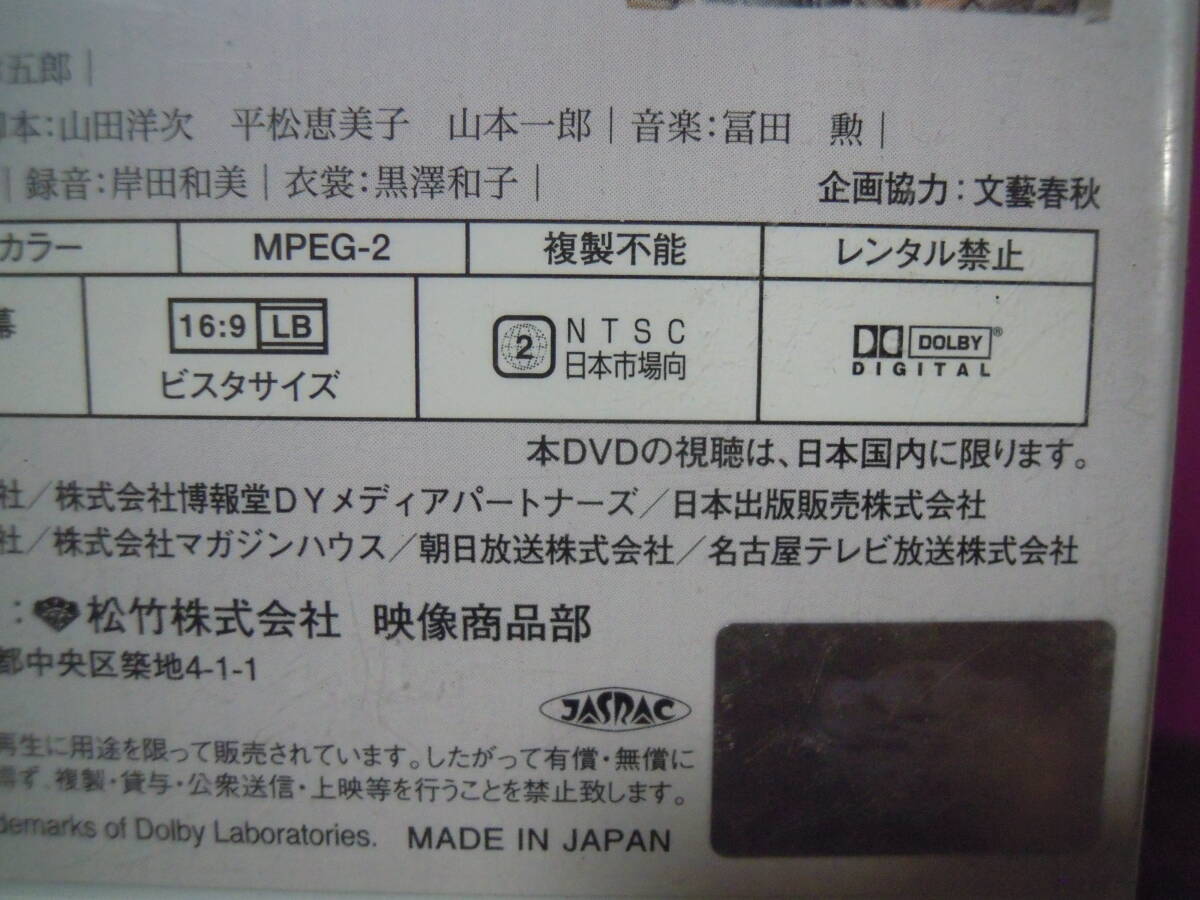 五郎｜
本:山田洋次　平松恵美子　山本一郎｜音楽:冨田　勲｜
｜録音:岸田和美｜衣裳:黒澤和子｜
企画協力:文藝春秋
カラー　MPEG-2　複製不能　レンタル禁止
幕
16:9 LB
ビスタサイズ
2
NTSC
日本市場向
DOLBY®
DIGITAL
本DVDの視聴は、日本国内に限ります。
社／株式会社博報堂DYメディアパートナーズ／日本出版販売株式会社
社／株式会社マガジンハウス／朝日放送株式会社／名古屋テレビ放送株式会社
:松竹株式会社　映像商品部
都中央区築地4-1-1
JASRAC
再生に用途を限って販売されています。したがって有償・無償に
ず、複製・貸与・公衆送信・上映等を行うことを禁止致します。
demarks of Dolby Laboratories.　MADE IN JAPAN